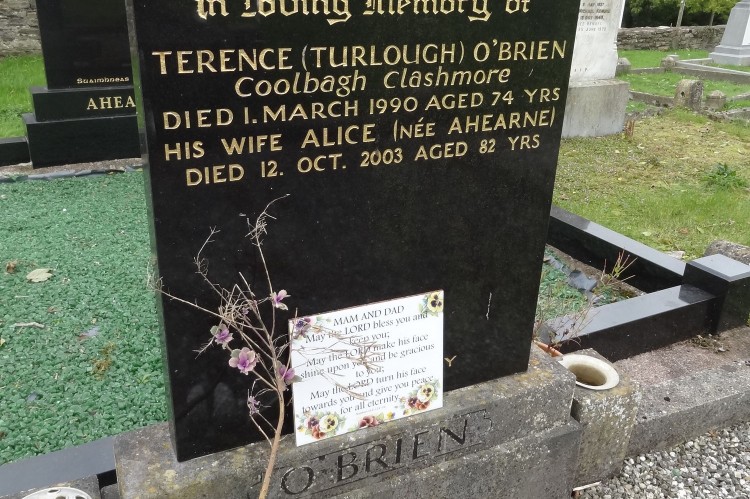 in Loving Memory of
TERENCE (TURLOUGH) O'BRIEN
Coolbagh Clashmore
DIED 1. MARCH 1990 AGED 74 YRS
HIS WIFE ALICE (NÉE AHEARNE)
DIED 12. OCT. 2003 AGED 82 YRS
MAM AND DAD
May the LORD bless you and
keep you;
May the LORD make his face
shine upon you and be gracious
to you;
May the LORD turn his face
towards you and give you peace
for all eternity.
O'BRIEN
SUAIMHNEAS
AHEA